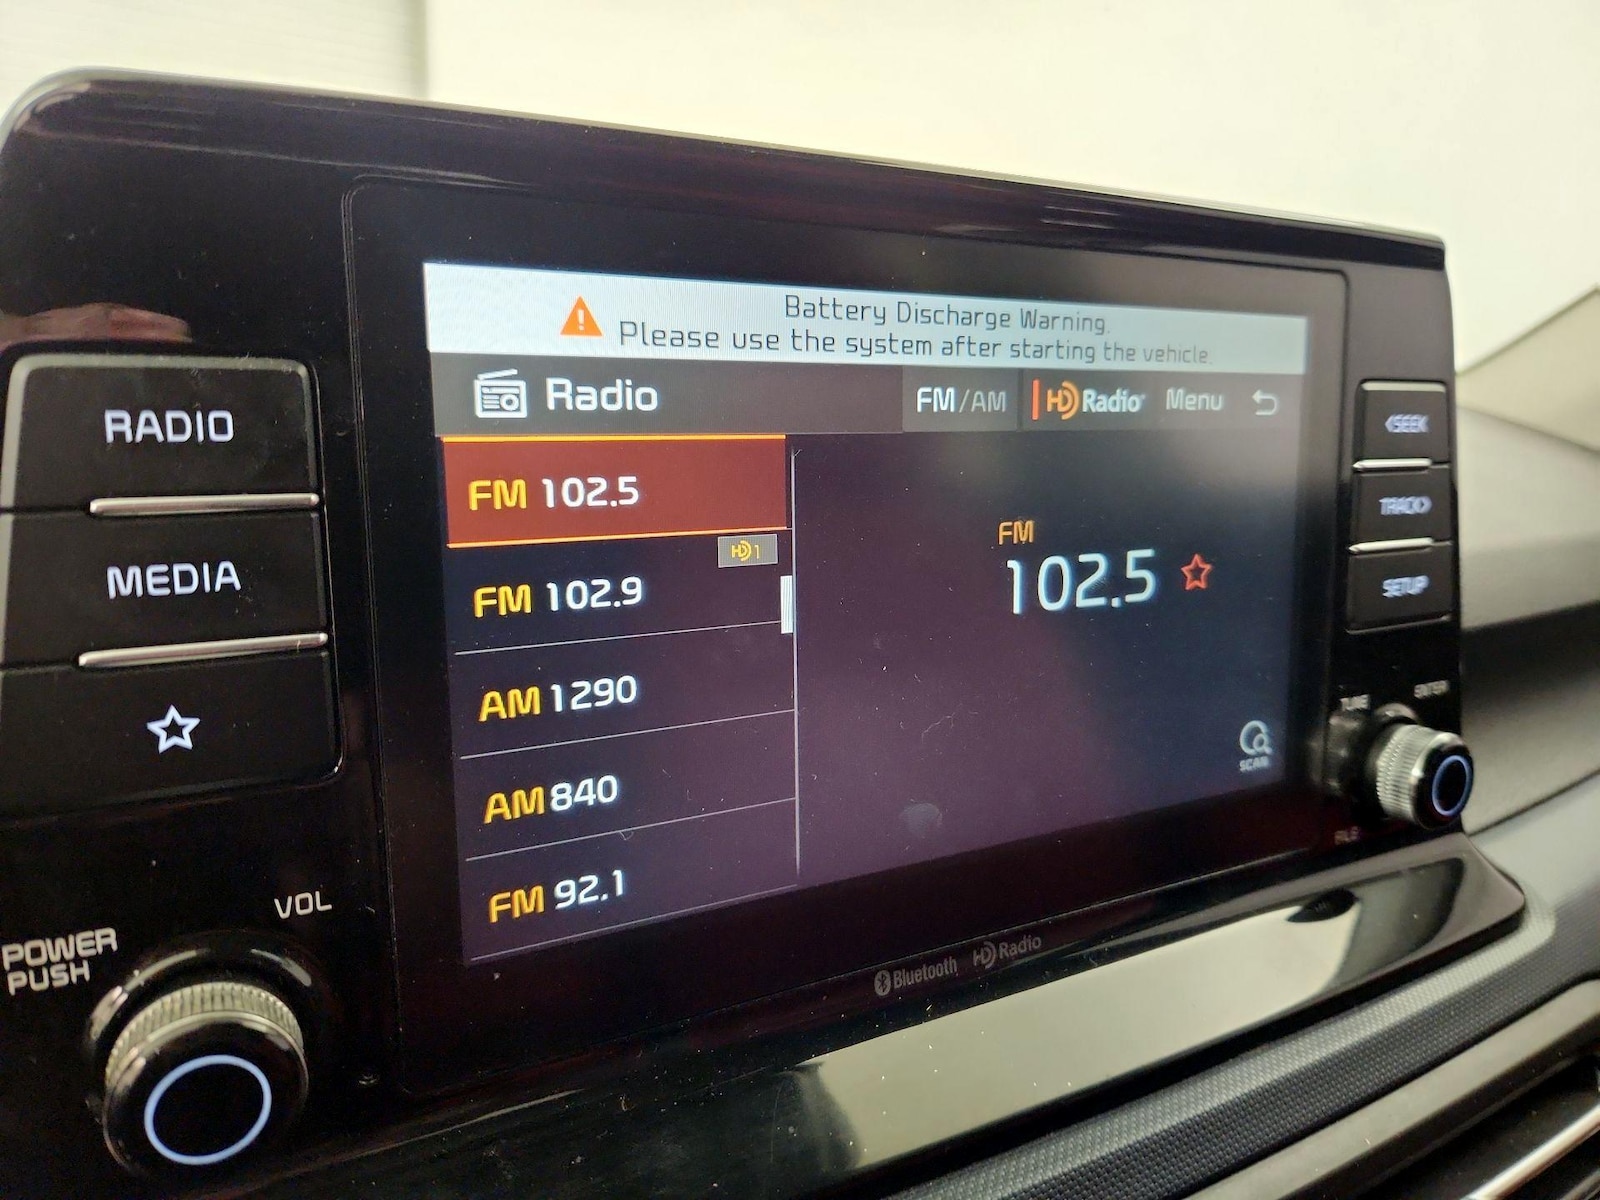 Battery Discharge Warning.
Please use the system after starting the vehicle.
Radio
FM/AM
HD Radio
Menu
RADIO
MEDIA
FM 102.5
HD 1
FM 102.9
AM 1290
AM 840
FM 92.1
FM
102.5
SCAN
<SEEK
TRACK>
SETUP
TUNE
ENTER
VOL
POWER
PUSH
Bluetooth HD Radio